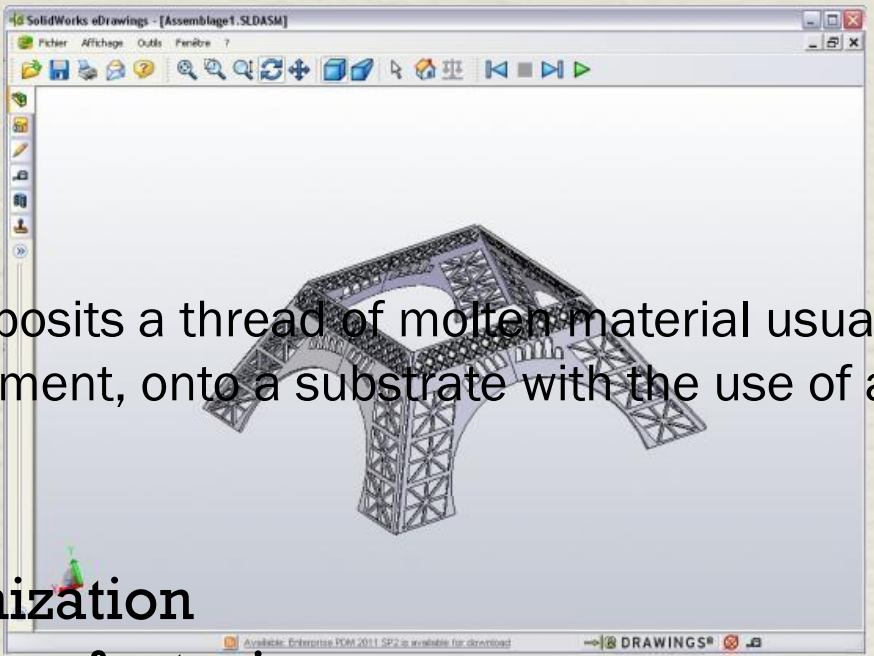 SolidWorks eDrawings - [Assemblage1.SLDASM]
Fichier Affichage Outils Fenêtre ?
posits a thread of molten material usua
ment, onto a substrate with the use of a
ization
Available: Enterprise PDM 2011 SP2 is available for download
DRAWINGS®